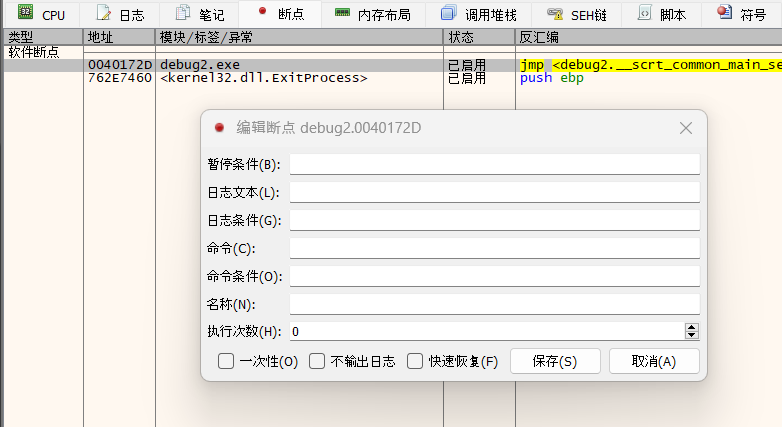 CPU 日志 笔记 断点 内存布局 调用堆栈 SEH链 脚本 符号
类型 地址 模块/标签/异常 状态 反汇编
软件断点
0040172D debug2.exe 已启用 jmp <debug2.__scrt_common_main_se
762E7460 <kernel32.dll.ExitProcess> 已启用 push ebp
编辑断点 debug2.0040172D
暂停条件(B):
日志文本(L):
日志条件(G):
命令(C):
命令条件(O):
名称(N):
执行次数(H): 0
一次性(O) 不输出日志 快速恢复(F) 保存(S) 取消(A)